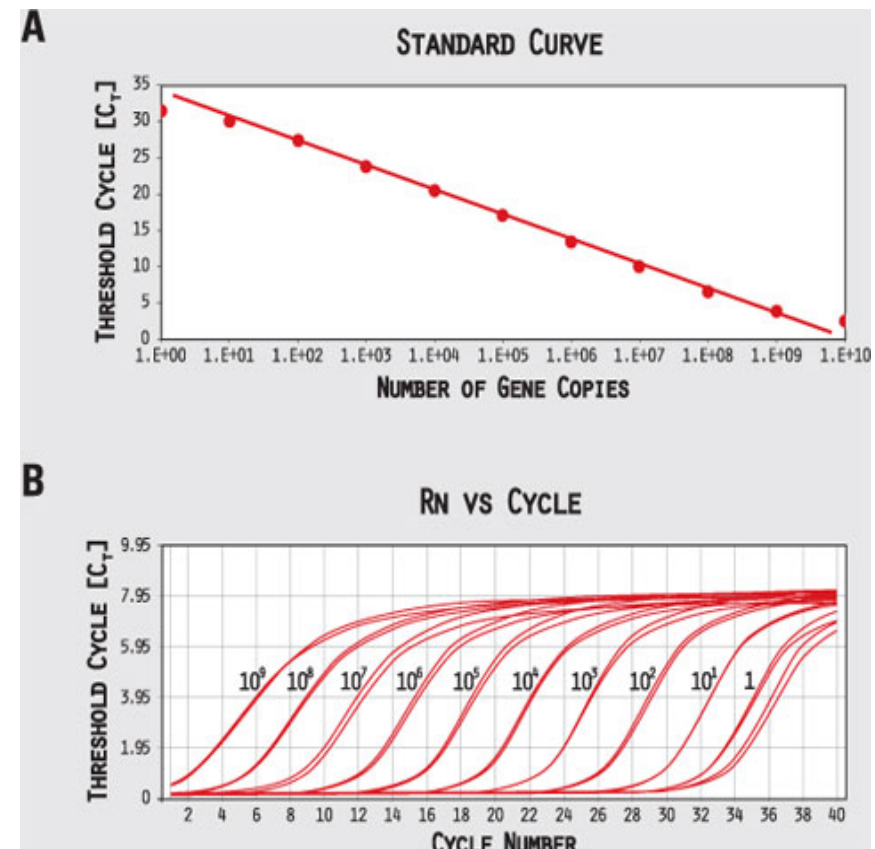 A
STANDARD CURVE
THRESHOLD CYCLE [C_T]
35
30
25
20
15
10
5
0
1.E+00 1.E+01 1.E+02 1.E+03 1.E+04 1.E+05 1.E+06 1.E+07 1.E+08 1.E+09 1.E+10
NUMBER OF GENE COPIES
B
RN VS CYCLE
THRESHOLD CYCLE [C_T]
9.95
7.95
5.95
3.95
1.95
0
10⁹ 10⁸ 10⁷ 10⁶ 10⁵ 10⁴ 10³ 10² 10¹ 1
2 4 6 8 10 12 14 16 18 20 22 24 26 28 30 32 34 36 38 40
CYCLE NUMBER